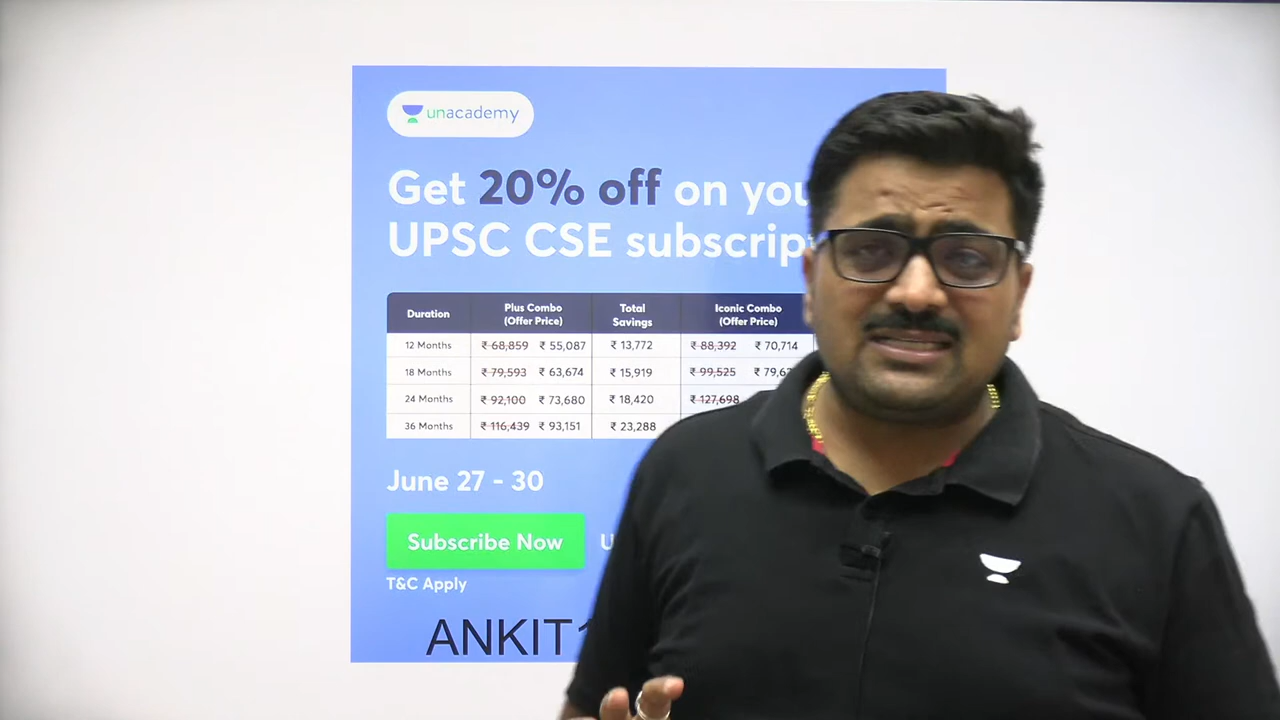 unacademy
Get 20% off on
UPSC CSE
Duration Plus Combo (Offer Price) Total Savings Iconic Combo (Offer Price)
12 Months ₹ 68,859 ₹ 55,087 ₹ 13,772 ₹ 88,392 ₹ 70,714
18 Months ₹ 79,593 ₹ 63,674 ₹ 15,919 ₹ 99,525
24 Months ₹ 92,100 ₹ 73,680 ₹ 18,420 ₹ 127,698
36 Months ₹ 116,439 ₹ 93,151 ₹ 23,288
June 27 - 30
Subscribe Now
T&C Apply